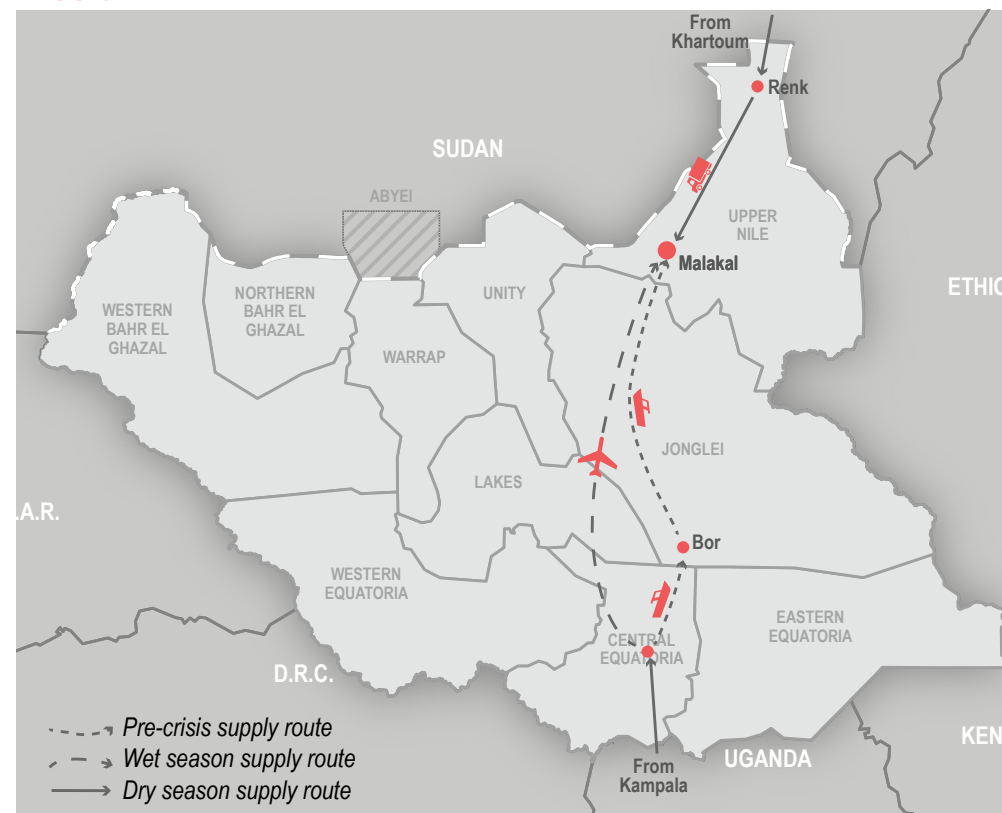 From
Khartoum
Renk
SUDAN
ABYEI
UPPER
NILE
Malakal
ETHIC
UNITY
NORTHERN
BAHR EL
GHAZAL
WESTERN
BAHR EL
GHAZAL
WARRAP
JONGLEI
LAKES
.A.R.
Bor
WESTERN
EQUATORIA
EASTERN
EQUATORIA
CENTRAL
EQUATORIA
D.R.C.
Pre-crisis supply route
Wet season supply route
Dry season supply route
From
Kampala
UGANDA
KEN